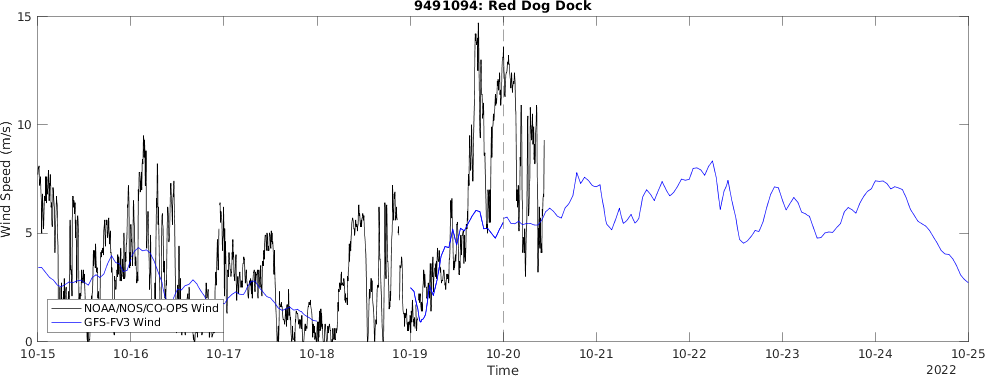 9491094: Red Dog Dock
Wind Speed (m/s)
15
10
5
0
NOAA/NOS/CO-OPS Wind
GFS-FV3 Wind
10-15 10-16 10-17 10-18 10-19 10-20 10-21 10-22 10-23 10-24 10-25
Time
2022